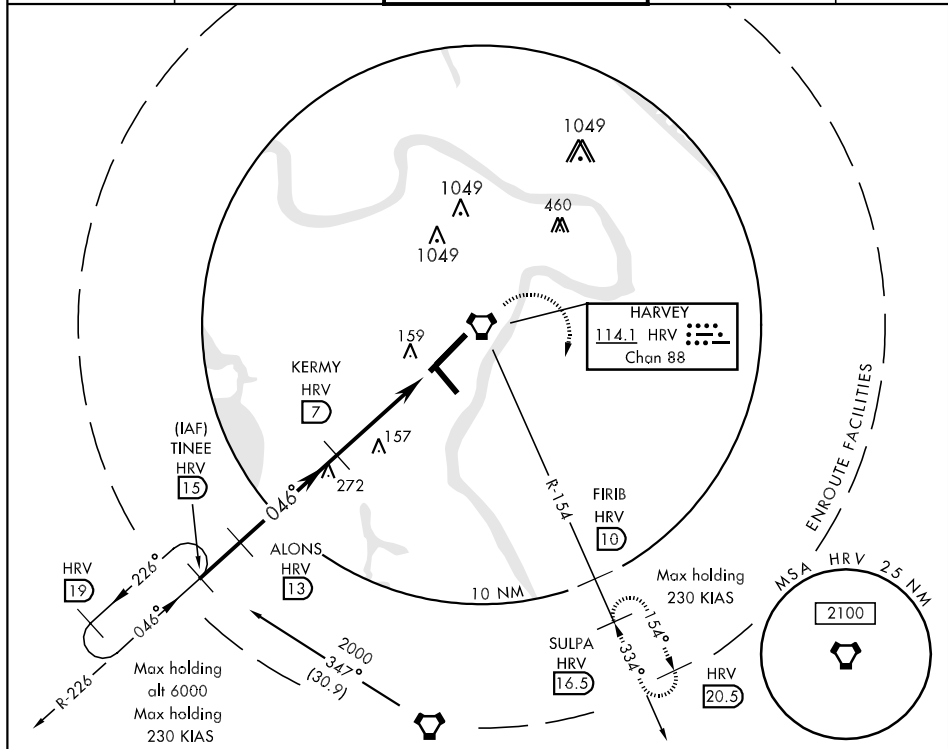 1049
1049
460
1049
HARVEY
114.1 HRV
Chan 88
159
KERMY
HRV
7
157
272
(IAF)
TINEE
HRV
15
046°
ALONS
HRV
13
HRV
19
226°
046°
R-226
Max holding
alt 6000
Max holding
230 KIAS
2000
347°
(30.9)
10 NM
R-154
FIRIB
HRV
10
Max holding
230 KIAS
SULPA
HRV
16.5
154°
334°
HRV
20.5
ENROUTE FACILITIES
MSA HRV 25 NM
2100